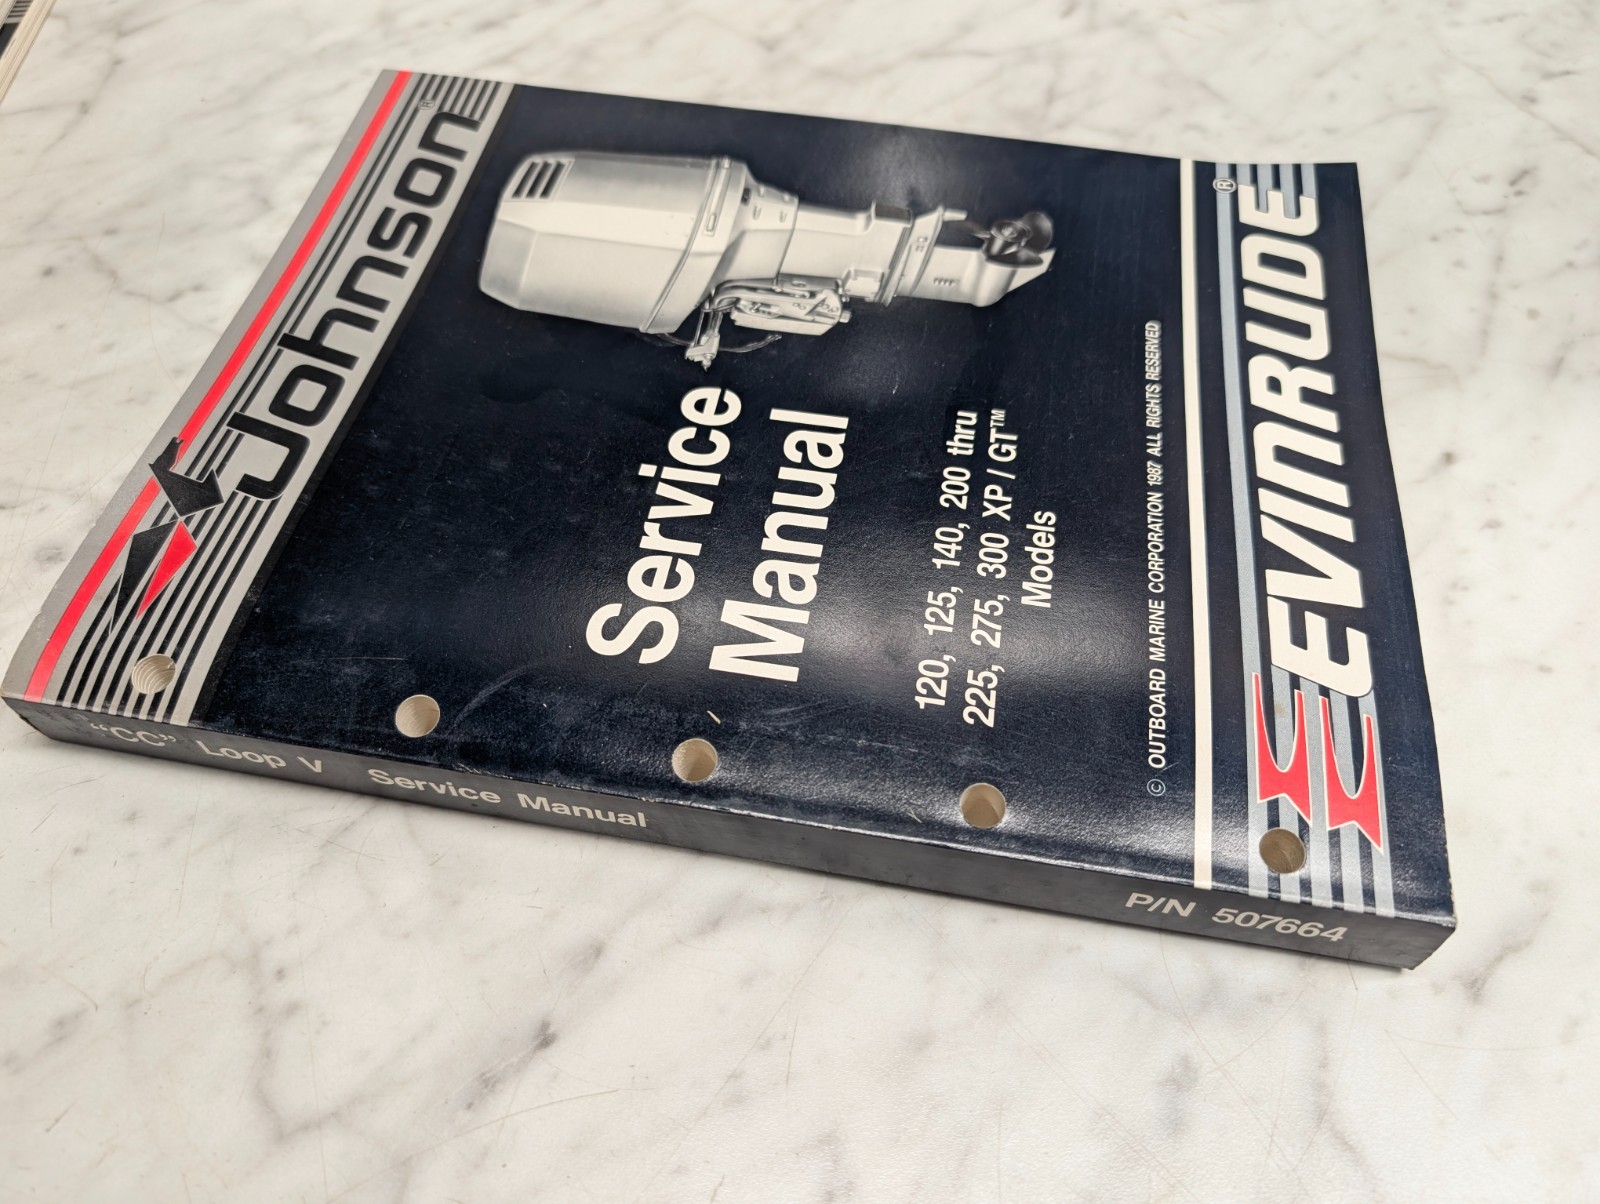 Johnson®
Service
Manual
120, 125, 140, 200 thru
225, 275, 300 XP/GT™
Models
© OUTBOARD MARINE CORPORATION 1987 ALL RIGHTS RESERVED
EVINRUDE®
"CC" Loop V Service Manual P/N 507664